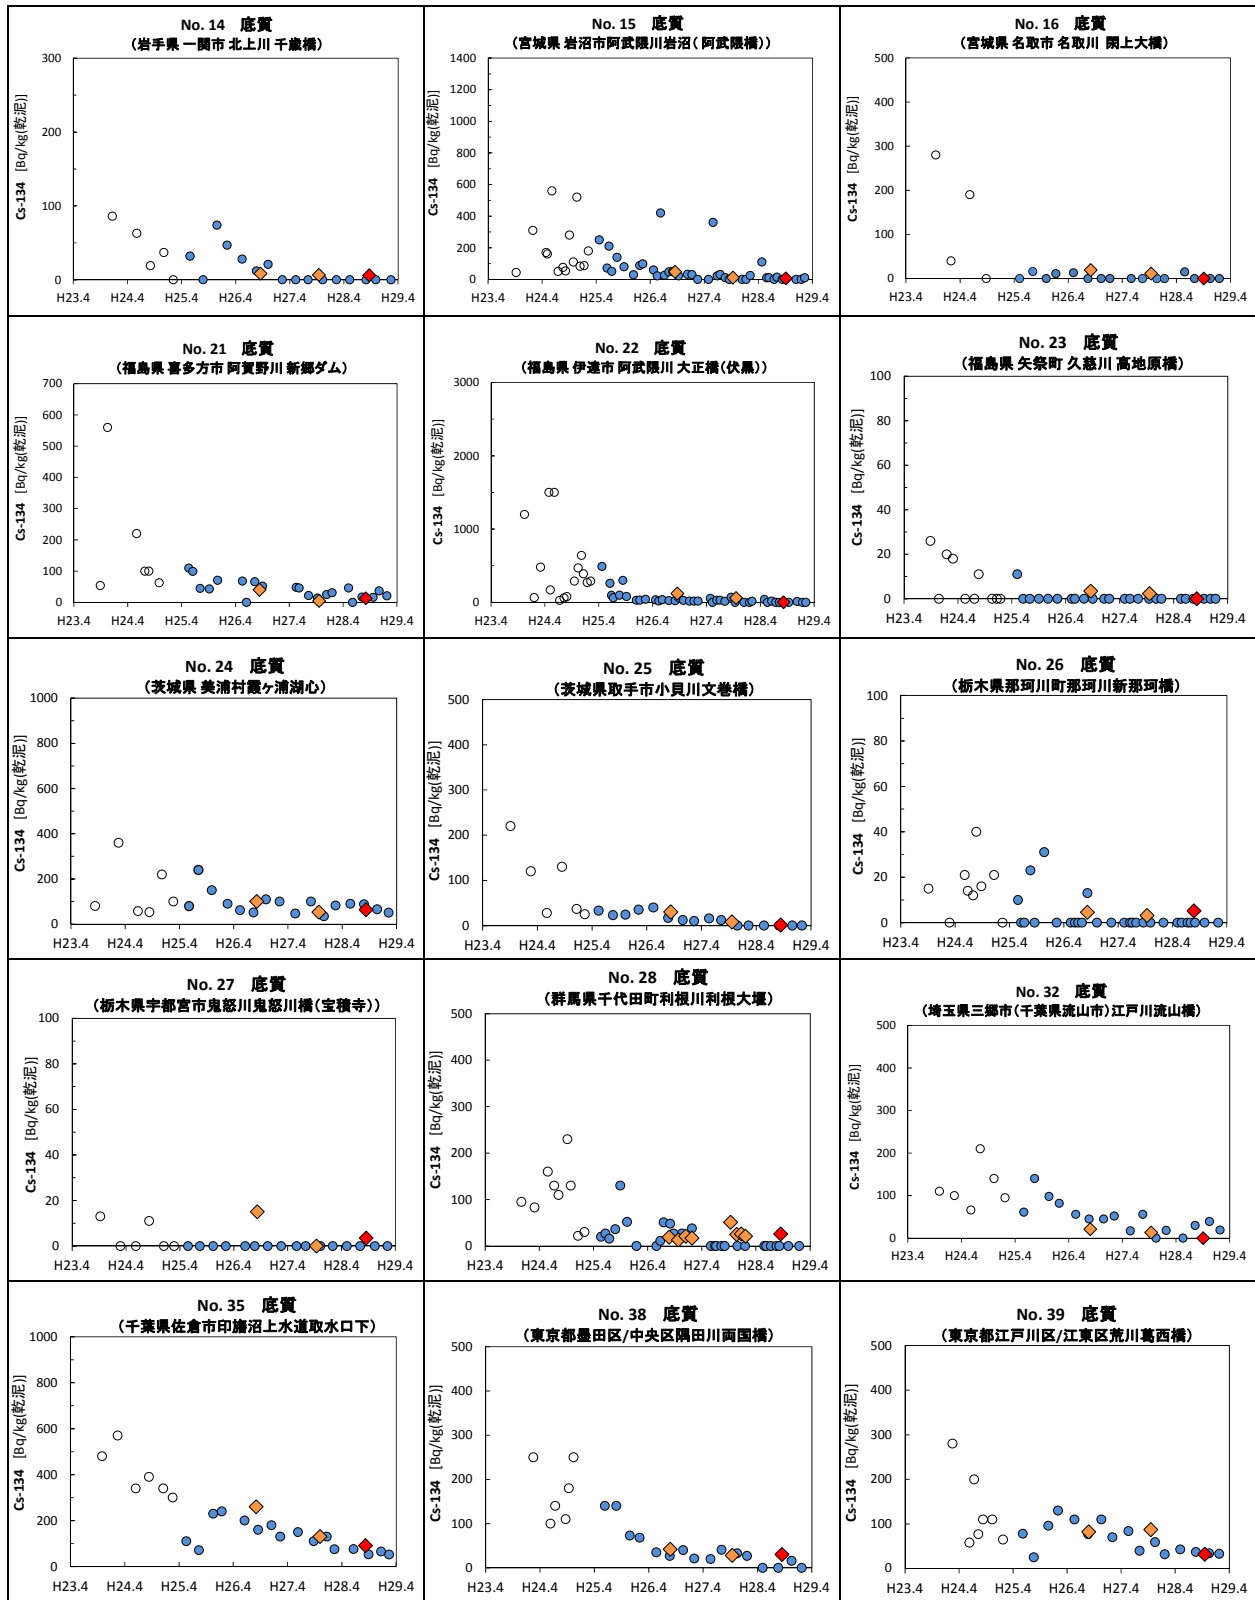 No. 14　底質
（岩手県 一関市 北上川 千歳橋）
Cs-134 [Bq/kg(乾泥)]
300
200
100
0
H23.4 H24.4 H25.4 H26.4 H27.4 H28.4 H29.4
No. 15　底質
（宮城県 岩沼市阿武隈川岩沼（阿武隈橋））
Cs-134 [Bq/kg(乾泥)]
1400
1200
1000
800
600
400
200
0
H23.4 H24.4 H25.4 H26.4 H27.4 H28.4 H29.4
No. 16　底質
（宮城県 名取市 名取川 閖上大橋）
Cs-134 [Bq/kg(乾泥)]
500
400
300
200
100
0
H23.4 H24.4 H25.4 H26.4 H27.4 H28.4 H29.4
No. 21　底質
（福島県 喜多方市 阿賀野川 新郷ダム）
Cs-134 [Bq/kg(乾泥)]
700
600
500
400
300
200
100
0
H23.4 H24.4 H25.4 H26.4 H27.4 H28.4 H29.4
No. 22　底質
（福島県 伊達市 阿武隈川 大正橋（伏黒））
Cs-134 [Bq/kg(乾泥)]
3000
2000
1000
0
H23.4 H24.4 H25.4 H26.4 H27.4 H28.4 H29.4
No. 23　底質
（福島県 矢祭町 久慈川 高地原橋）
Cs-134 [Bq/kg(乾泥)]
100
80
60
40
20
0
H23.4 H24.4 H25.4 H26.4 H27.4 H28.4 H29.4
No. 24　底質
（茨城県 美浦村霞ヶ浦湖心）
Cs-134 [Bq/kg(乾泥)]
1000
800
600
400
200
0
H23.4 H24.4 H25.4 H26.4 H27.4 H28.4 H29.4
No. 25　底質
（茨城県取手市小貝川文巻橋）
Cs-134 [Bq/kg(乾泥)]
500
400
300
200
100
0
H23.4 H24.4 H25.4 H26.4 H27.4 H28.4 H29.4
No. 26　底質
（栃木県那珂川町那珂川新那珂橋）
Cs-134 [Bq/kg(乾泥)]
100
80
60
40
20
0
H23.4 H24.4 H25.4 H26.4 H27.4 H28.4 H29.4
No. 27　底質
（栃木県宇都宮市鬼怒川鬼怒川橋（宝積寺））
Cs-134 [Bq/kg(乾泥)]
100
80
60
40
20
0
H23.4 H24.4 H25.4 H26.4 H27.4 H28.4 H29.4
No. 28　底質
（群馬県千代田町利根川利根大堰）
Cs-134 [Bq/kg(乾泥)]
500
400
300
200
100
0
H23.4 H24.4 H25.4 H26.4 H27.4 H28.4 H29.4
No. 32　底質
（埼玉県三郷市（千葉県流山市）江戸川流山橋）
Cs-134 [Bq/kg(乾泥)]
500
400
300
200
100
0
H23.4 H24.4 H25.4 H26.4 H27.4 H28.4 H29.4
No. 35　底質
（千葉県佐倉市印旛沼上水道取水口下）
Cs-134 [Bq/kg(乾泥)]
1000
800
600
400
200
0
H23.4 H24.4 H25.4 H26.4 H27.4 H28.4 H29.4
No. 38　底質
（東京都墨田区/中央区隅田川両国橋）
Cs-134 [Bq/kg(乾泥)]
500
400
300
200
100
0
H23.4 H24.4 H25.4 H26.4 H27.4 H28.4 H29.4
No. 39　底質
（東京都江戸川区/江東区荒川葛西橋）
Cs-134 [Bq/kg(乾泥)]
500
400
300
200
100
0
H23.4 H24.4 H25.4 H26.4 H27.4 H28.4 H29.4